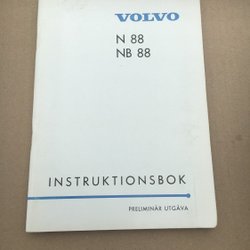 VOLVO
N 88
NB 88
INSTRUKTIONSBOK
PRELIMINÄR UTGÅVA